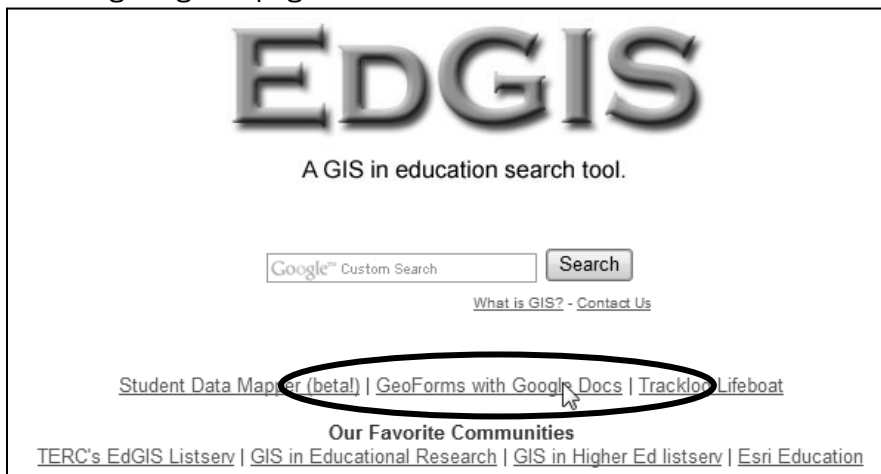 EDGIS
A GIS in education search tool.
Google™ Custom Search Search
What is GIS? - Contact Us
Student Data Mapper (beta!) | GeoForms with Google Docs | Tracklog Lifeboat
Our Favorite Communities
TERC's EdGIS Listserv | GIS in Educational Research | GIS in Higher Ed listserv | Esri Education